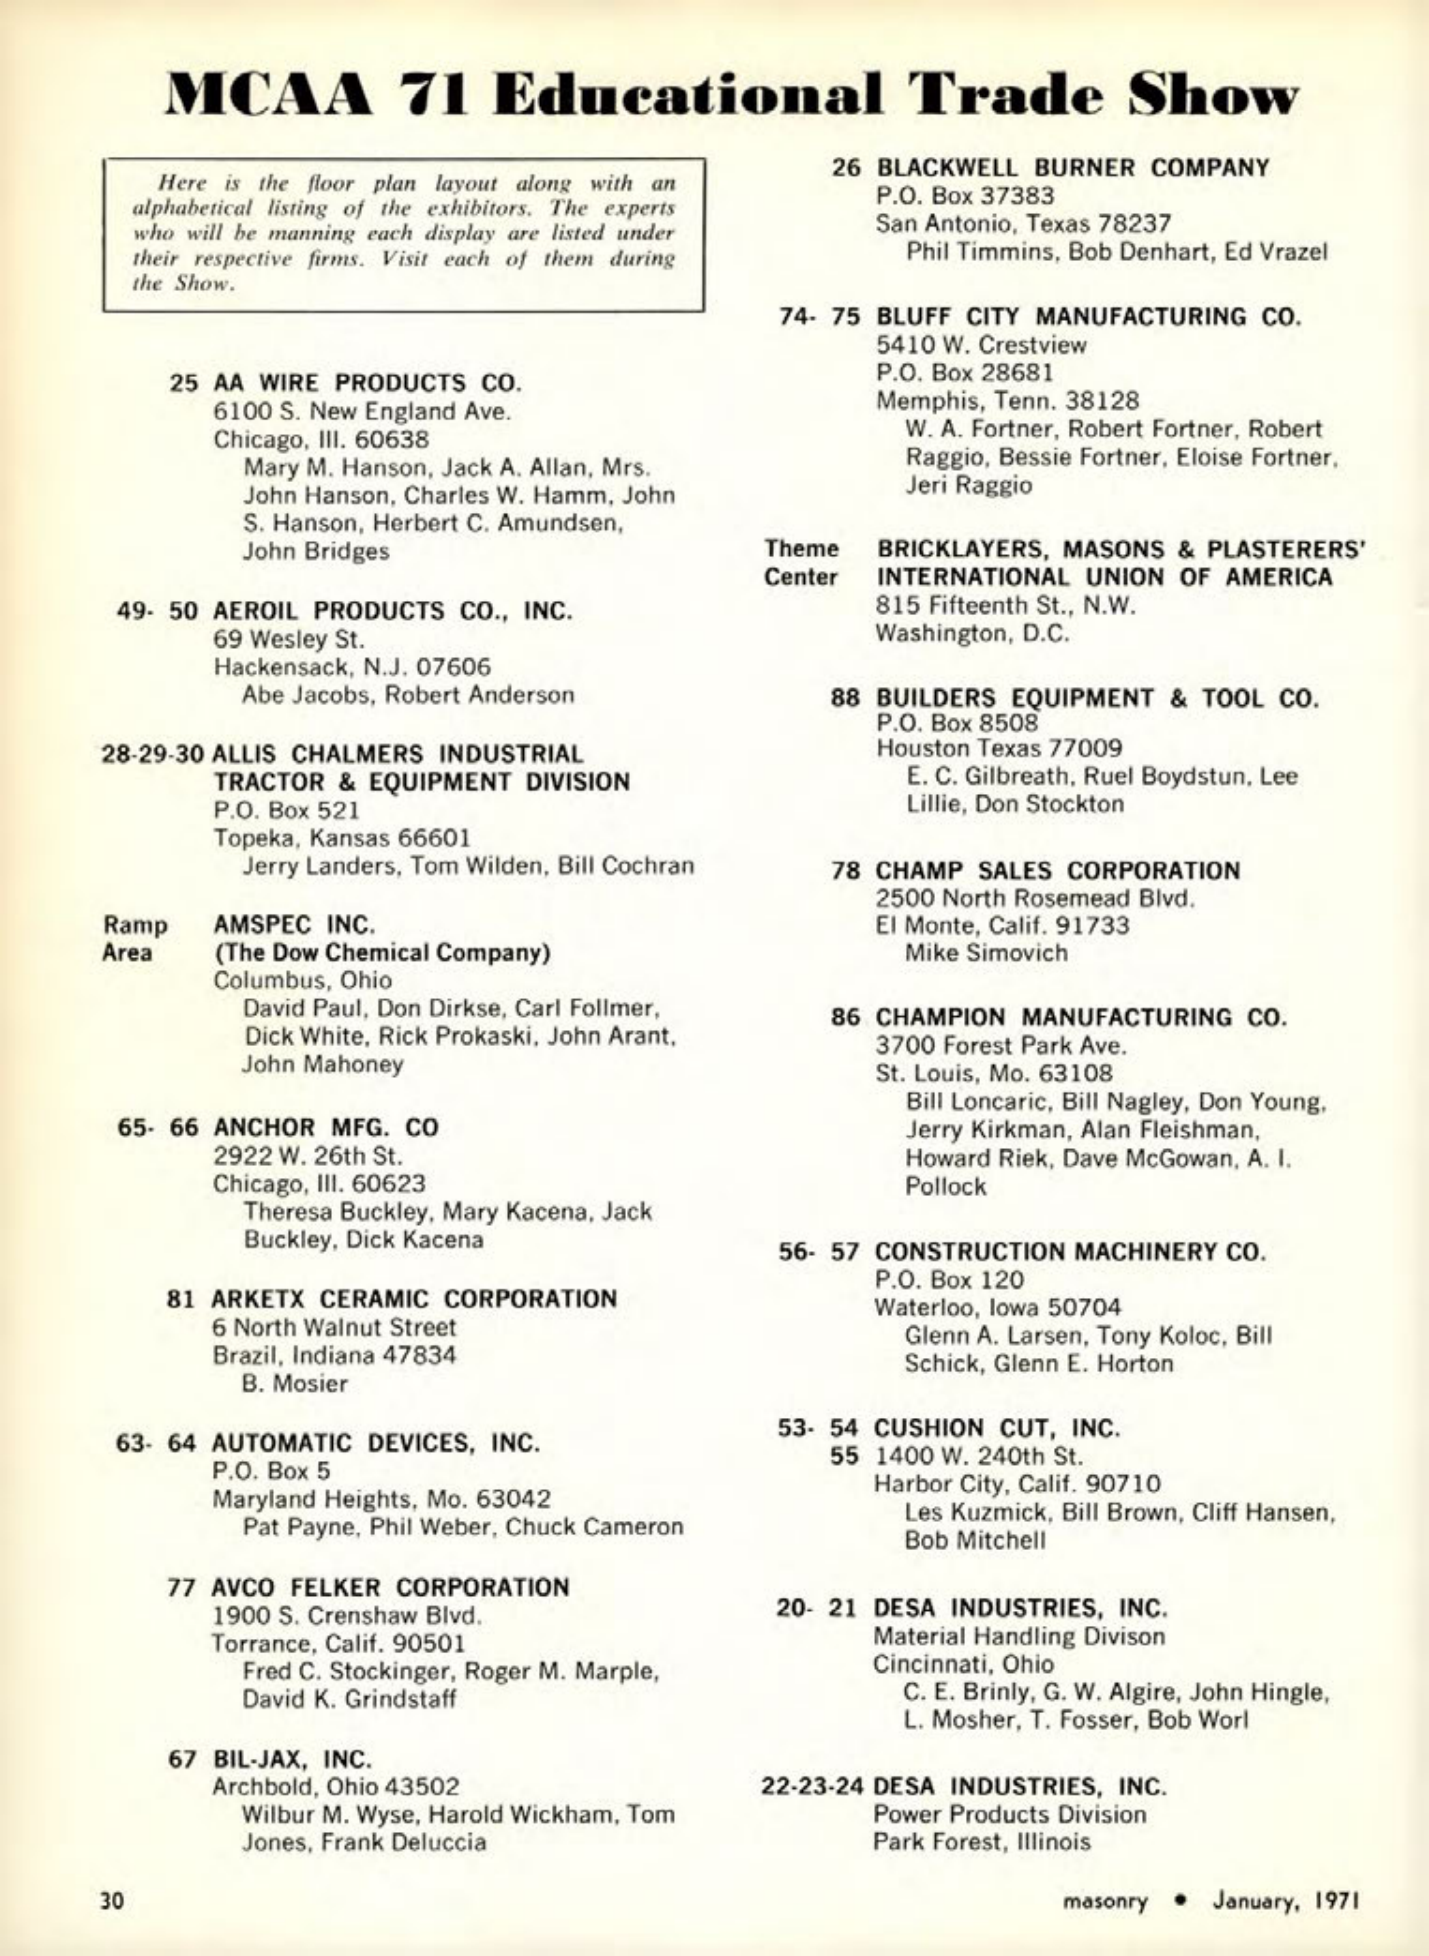 MCAA 71 Educational Trade Show
Here is the floor plan layout along with an
alphabetical listing of the exhibitors. The experts
who will be manning each display are listed under
their respective firms. Visit each of them during
the Show.
25 AA WIRE PRODUCTS CO.
6100 S. New England Ave.
Chicago, Ill. 60638
Mary M. Hanson, Jack A. Allan, Mrs.
John Hanson, Charles W. Hamm, John
S. Hanson, Herbert C. Amundsen,
John Bridges
49- 50 AEROIL PRODUCTS CO., INC.
69 Wesley St.
Hackensack, N.J. 07606
Abe Jacobs, Robert Anderson
28-29-30 ALLIS CHALMERS INDUSTRIAL
TRACTOR & EQUIPMENT DIVISION
P.O. Box 521
Topeka, Kansas 66601
Jerry Landers, Tom Wilden, Bill Cochran
Ramp AMSPEC INC.
Area (The Dow Chemical Company)
Columbus, Ohio
David Paul, Don Dirkse, Carl Follmer,
Dick White, Rick Prokaski, John Arant,
John Mahoney
65- 66 ANCHOR MFG. CO
2922 W. 26th St.
Chicago, Ill. 60623
Theresa Buckley, Mary Kacena, Jack
Buckley, Dick Kacena
81 ARKETX CERAMIC CORPORATION
6 North Walnut Street
Brazil, Indiana 47834
B. Mosier
63- 64 AUTOMATIC DEVICES, INC.
P.O. Box 5
Maryland Heights, Mo. 63042
Pat Payne, Phil Weber, Chuck Cameron
77 AVCO FELKER CORPORATION
1900 S. Crenshaw Blvd.
Torrance, Calif. 90501
Fred C. Stockinger, Roger M. Marple,
David K. Grindstaff
67 BIL-JAX, INC.
Archbold, Ohio 43502
Wilbur M. Wyse, Harold Wickham, Tom
Jones, Frank Deluccia
26 BLACKWELL BURNER COMPANY
P.O. Box 37383
San Antonio, Texas 78237
Phil Timmins, Bob Denhart, Ed Vrazel
74- 75 BLUFF CITY MANUFACTURING CO.
5410 W. Crestview
P.O. Box 28681
Memphis, Tenn. 38128
W. A. Fortner, Robert Fortner, Robert
Raggio, Bessie Fortner, Eloise Fortner,
Jeri Raggio
Theme BRICKLAYERS, MASONS & PLASTERERS'
Center INTERNATIONAL UNION OF AMERICA
815 Fifteenth St., N.W.
Washington, D.C.
88 BUILDERS EQUIPMENT & TOOL CO.
P.O. Box 8508
Houston Texas 77009
E. C. Gilbreath, Ruel Boydstun, Lee
Lillie, Don Stockton
78 CHAMP SALES CORPORATION
2500 North Rosemead Blvd.
El Monte, Calif. 91733
Mike Simovich
86 CHAMPION MANUFACTURING CO.
3700 Forest Park Ave.
St. Louis, Mo. 63108
Bill Loncaric, Bill Nagley, Don Young,
Jerry Kirkman, Alan Fleishman,
Howard Riek, Dave McGowan, A. I.
Pollock
56- 57 CONSTRUCTION MACHINERY CO.
P.O. Box 120
Waterloo, Iowa 50704
Glenn A. Larsen, Tony Koloc, Bill
Schick, Glenn E. Horton
53- 54 CUSHION CUT, INC.
55 1400 W. 240th St.
Harbor City, Calif. 90710
Les Kuzmick, Bill Brown, Cliff Hansen,
Bob Mitchell
20- 21 DESA INDUSTRIES, INC.
Material Handling Divison
Cincinnati, Ohio
C. E. Brinly, G. W. Algire, John Hingle,
L. Mosher, T. Fosser, Bob Worl
22-23-24 DESA INDUSTRIES, INC.
Power Products Division
Park Forest, Illinois
30
masonry • January, 1971